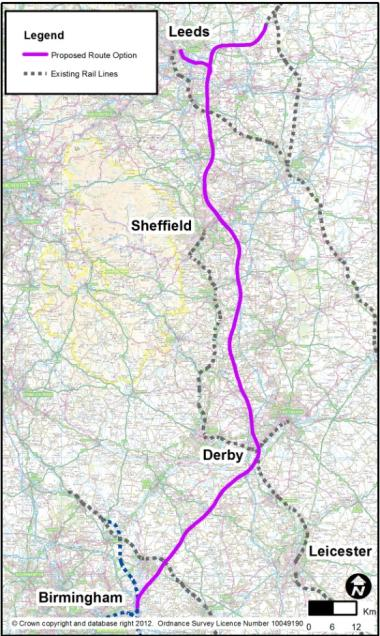 Legend
Proposed Route Option
Existing Rail Lines
Leeds
Sheffield
Derby
Leicester
Birmingham
N
Km
0 6 12
© Crown copyright and database right 2012. Ordnance Survey Licence Number 10049190